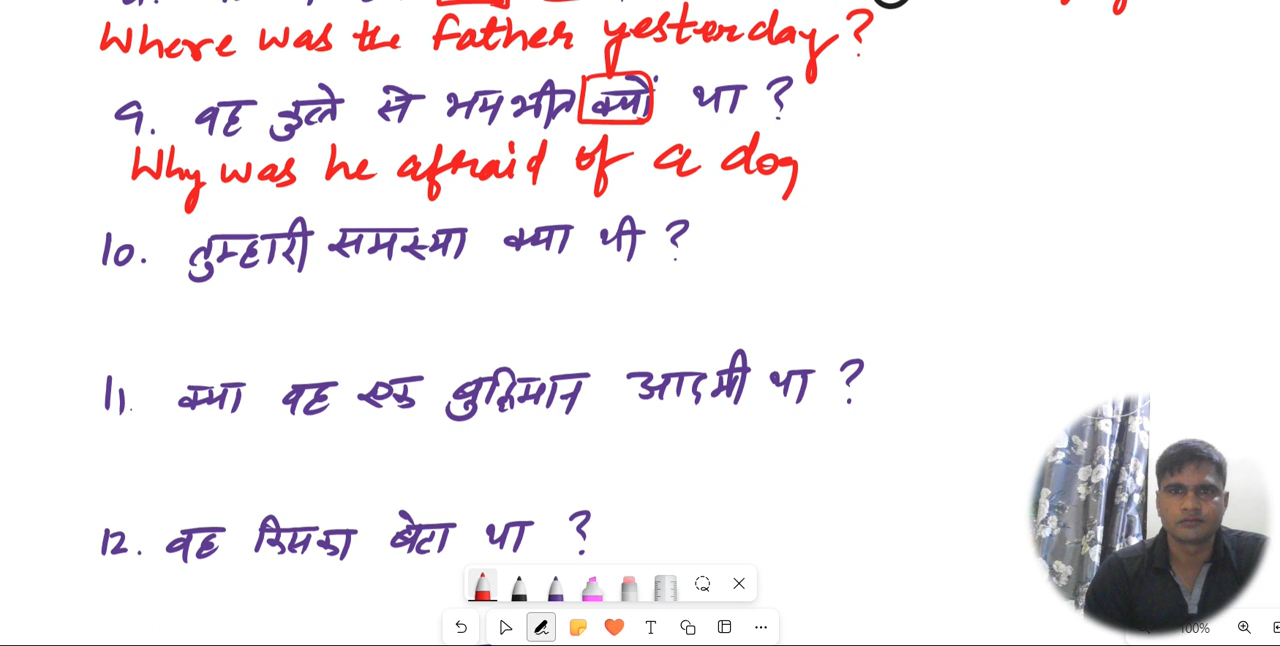 Where was the Father yesterday?
9. वह कुत्ते से भयभीत क्यों था ?
Why was he afraid of a dog
10. तुम्हारी समस्या क्या थी ?
11. क्या वह एक बुद्धिमान आदमी था ?
12. वह किसका बेटा था ?
100%